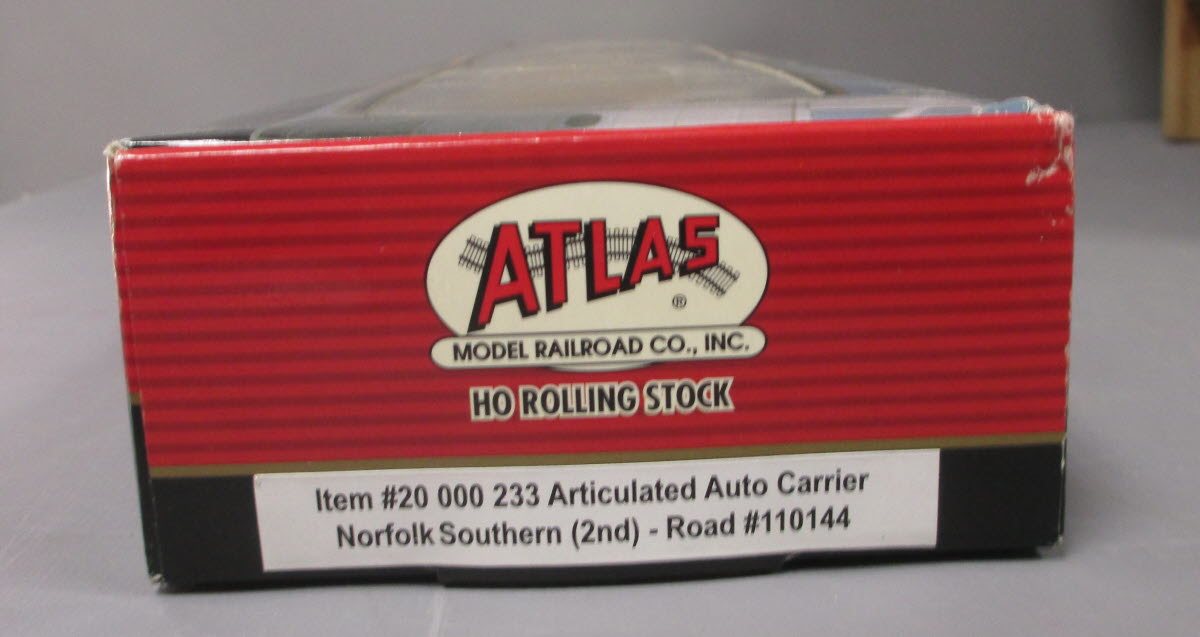 ATLAS
®
MODEL RAILROAD CO., INC.
HO ROLLING STOCK
Item #20 000 233 Articulated Auto Carrier
Norfolk Southern (2nd) - Road #110144